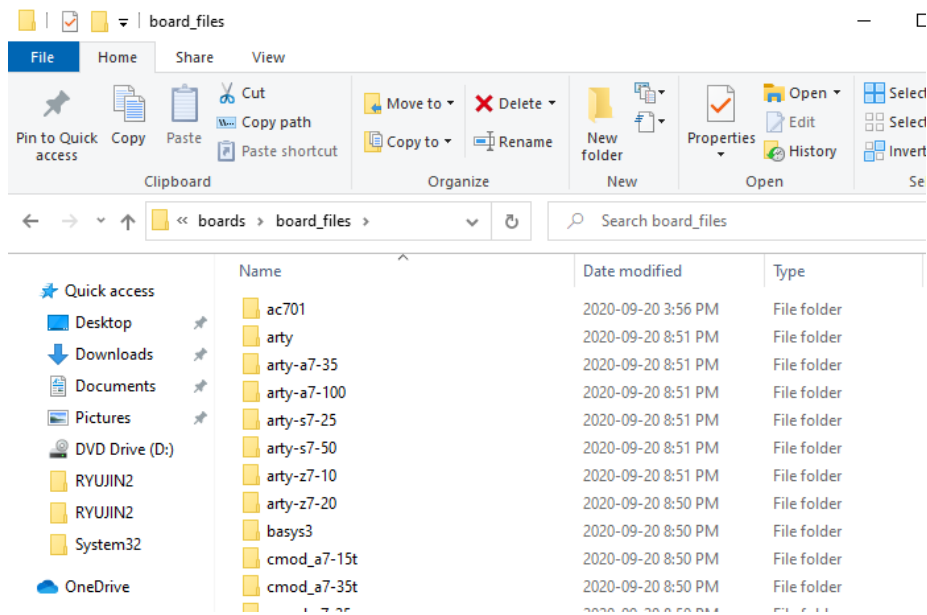 board_files
File Home Share View
Pin to Quick access
Copy
Paste
Cut
Copy path
Paste shortcut
Clipboard
Move to
Copy to
Delete
Rename
Organize
New folder
New
Properties
Open
Edit
History
Open
Select
Select
Invert
Se
« boards > board_files >
Search board_files
Name Date modified Type
Quick access
Desktop
Downloads
Documents
Pictures
DVD Drive (D:)
RYUJIN2
RYUJIN2
System32
OneDrive
ac701 2020-09-20 3:56 PM File folder
arty 2020-09-20 8:51 PM File folder
arty-a7-35 2020-09-20 8:51 PM File folder
arty-a7-100 2020-09-20 8:51 PM File folder
arty-s7-25 2020-09-20 8:51 PM File folder
arty-s7-50 2020-09-20 8:51 PM File folder
arty-z7-10 2020-09-20 8:51 PM File folder
arty-z7-20 2020-09-20 8:50 PM File folder
basys3 2020-09-20 8:50 PM File folder
cmod_a7-15t 2020-09-20 8:50 PM File folder
cmod_a7-35t 2020-09-20 8:50 PM File folder